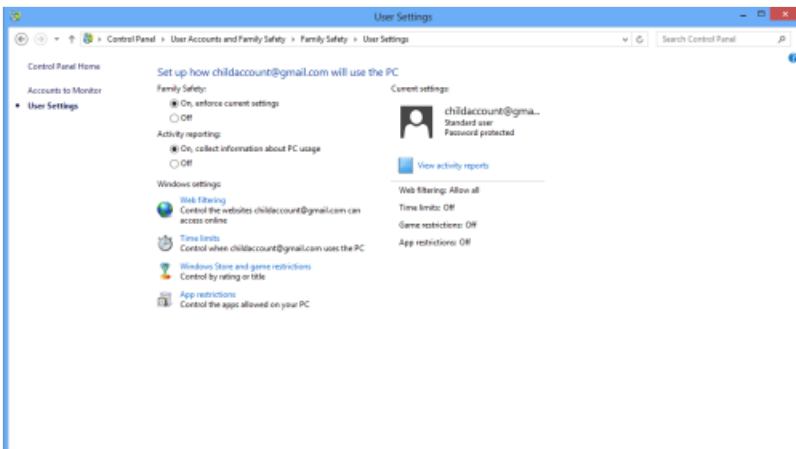 User Settings
Control Panel › User Accounts and Family Safety › Family Safety › User Settings
Search Control Panel
Control Panel Home
Accounts to Monitor
User Settings
Set up how childaccount@gmail.com will use the PC
Family Safety:
On, enforce current settings
Off
Activity reporting:
On, collect information about PC usage
Off
Windows settings
Web filtering
Control the websites childaccount@gmail.com can
access online
Time limits
Control when childaccount@gmail.com uses the PC
Windows Store and game restrictions
Control by rating or title
App restrictions
Control the apps allowed on your PC
Current settings:
childaccount@gma...
Standard user
Password protected
View activity reports
Web filtering: Allow all
Time limits: Off
Game restrictions: Off
App restrictions: Off